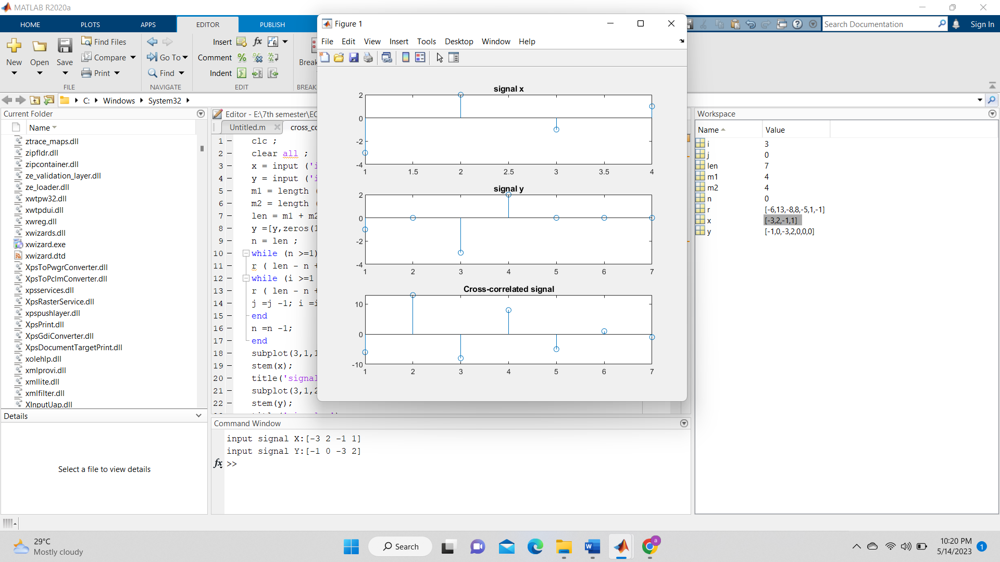 MATLAB R2020a
HOME PLOTS APPS EDITOR PUBLISH
Search Documentation
Sign In
New
Open
Save
Find Files
Compare
Print
FILE
Go To
Find
NAVIGATE
Insert fx
Comment
Indent
EDIT
Break
BREAK
C: Windows System32
Current Folder
Name
ztrace_maps.dll
zipfldr.dll
zipcontainer.dll
ze_validation_layer.dll
ze_loader.dll
xwtpw32.dll
xwtpdui.dll
xwreg.dll
xwizards.dll
xwizard.exe
xwizard.dtd
XpsToPwgrConverter.dll
XpsToPclmConverter.dll
xpsservices.dll
XpsRasterService.dll
xpspushlayer.dll
XpsPrint.dll
XpsGdiConverter.dll
XpsDocumentTargetPrint.dll
xolehlp.dll
xmlprovi.dll
xmllite.dll
xmlfilter.dll
XInputUap.dll
Details
Select a file to view details
Editor - E:\7th semester\EC
Untitled.m
cross_co
1 clc ;
2 clear all ;
3 x = input ('i
4 y = input ('i
5 m1 = length (
6 m2 = length (
7 len = m1 + m2
8 y =[y,zeros(1
9 n = len ;
10 while (n >=1)
11 r ( len - n +
12 while (i >=1
13 r ( len - n +
14 j =j -1; i =i
15 end
16 n =n -1;
17 end
18 subplot(3,1,1
19 stem(x);
20 title('signal
21 subplot(3,1,2
22 stem(y);
Figure 1
File Edit View Insert Tools Desktop Window Help
signal x
2
0
-2
-4
1 1.5 2 2.5 3 3.5 4
signal y
2
0
-2
-4
1 2 3 4 5 6 7
Cross-correlated signal
10
0
-10
1 2 3 4 5 6 7
Command Window
input signal X:[-3 2 -1 1]
input signal Y:[-1 0 -3 2]
fx >>
Workspace
Name Value
i 3
j 0
len 7
m1 4
m2 4
n 0
r [-6,13,-8,8,-5,1,-1]
x [-3,2,-1,1]
y [-1,0,-3,2,0,0,0]
29°C
Mostly cloudy
Search
10:20 PM
5/14/2023
1